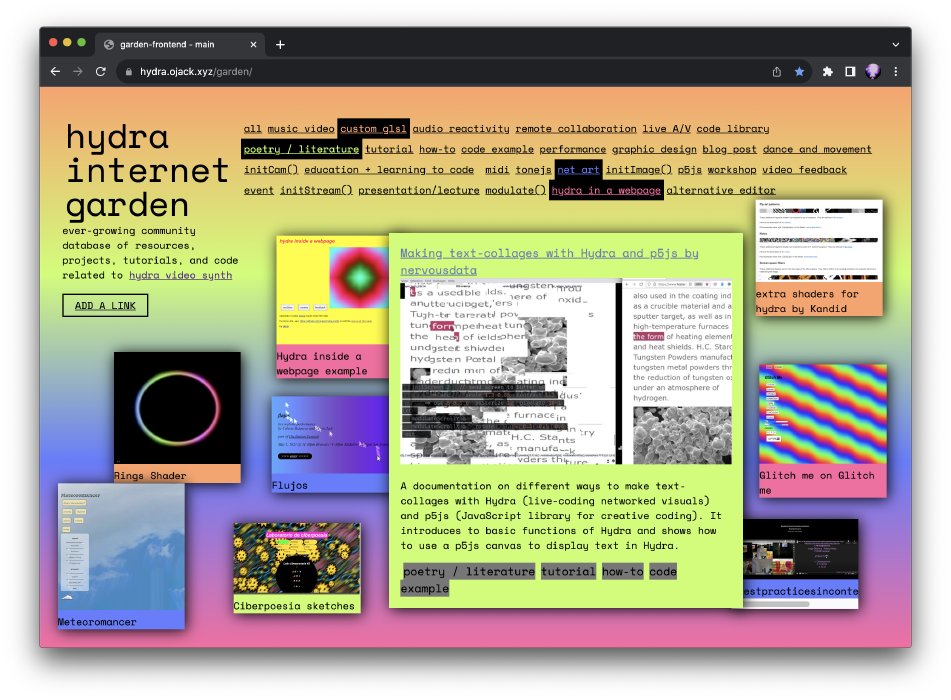 garden-frontend - main
hydra.ojack.xyz/garden/
hydra
internet
garden
ever-growing community
database of resources,
projects, tutorials, and code
related to hydra video synth
ADD A LINK
all music video custom glsl audio reactivity remote collaboration live A/V code library
poetry / literature tutorial how-to code example performance graphic design blog post dance and movement
initCam() education + learning to code midi tonejs net art initImage() p5js workshop video feedback
event initStream() presentation/lecture modulate() hydra in a webpage alternative editor
hydra inside a webpage
Hydra inside a
webpage example
Rings Shader
Flujos
Meteoromancer
Meteoromancer
Laboratorio de ciberpoesia
Ciberpoesia sketches
Making text-collages with Hydra and p5js by
nervousdata
also used in the coating ind
as a crucible material and a
sputter target, as well as in
high-temperature furnaces
the form of heating element
and heat shields. H.C. Starc
Tungsten Powders manufact
tungsten metal powders thr
the reduction of tungsten ox
under an atmosphere of
hydrogen.
A documentation on different ways to make text-
collages with Hydra (live-coding networked visuals)
and p5js (JavaScript library for creative coding). It
introduces to basic functions of Hydra and shows how
to use a p5js canvas to display text in Hydra.
poetry / literature tutorial how-to code
example
extra shaders for
hydra by Kandid
Glitch me on Glitch
me
estpracticesinconte